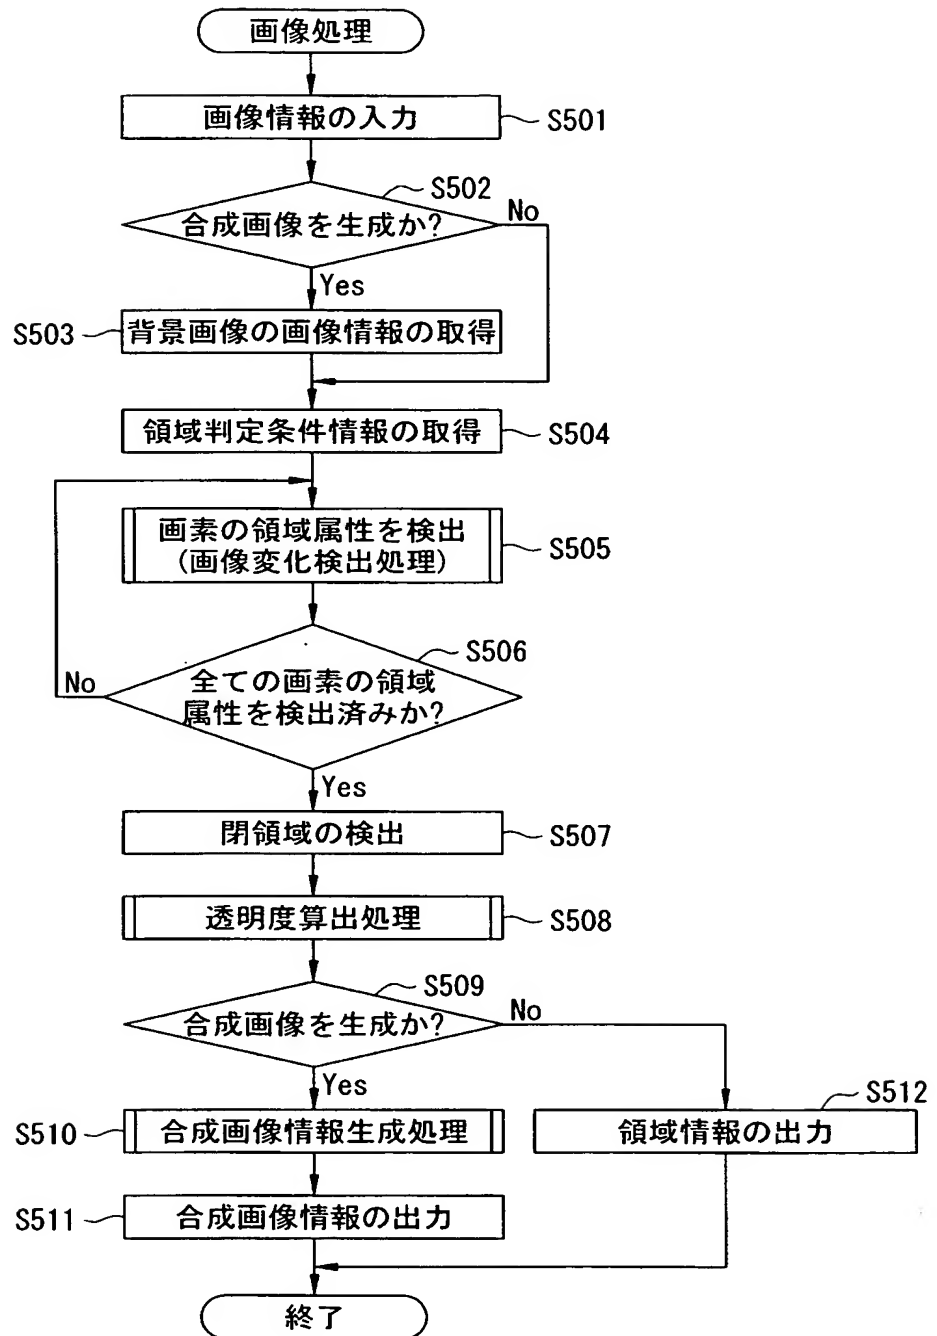 画像処理
画像情報の入力
S501
S502
合成画像を生成か?
No
Yes
S503
背景画像の画像情報の取得
領域判定条件情報の取得
S504
画素の領域属性を検出
(画像変化検出処理)
S505
S506
全ての画素の領域
属性を検出済みか?
No
Yes
閉領域の検出
S507
透明度算出処理
S508
S509
合成画像を生成か?
No
Yes
S510
合成画像情報生成処理
S512
領域情報の出力
S511
合成画像情報の出力
終了